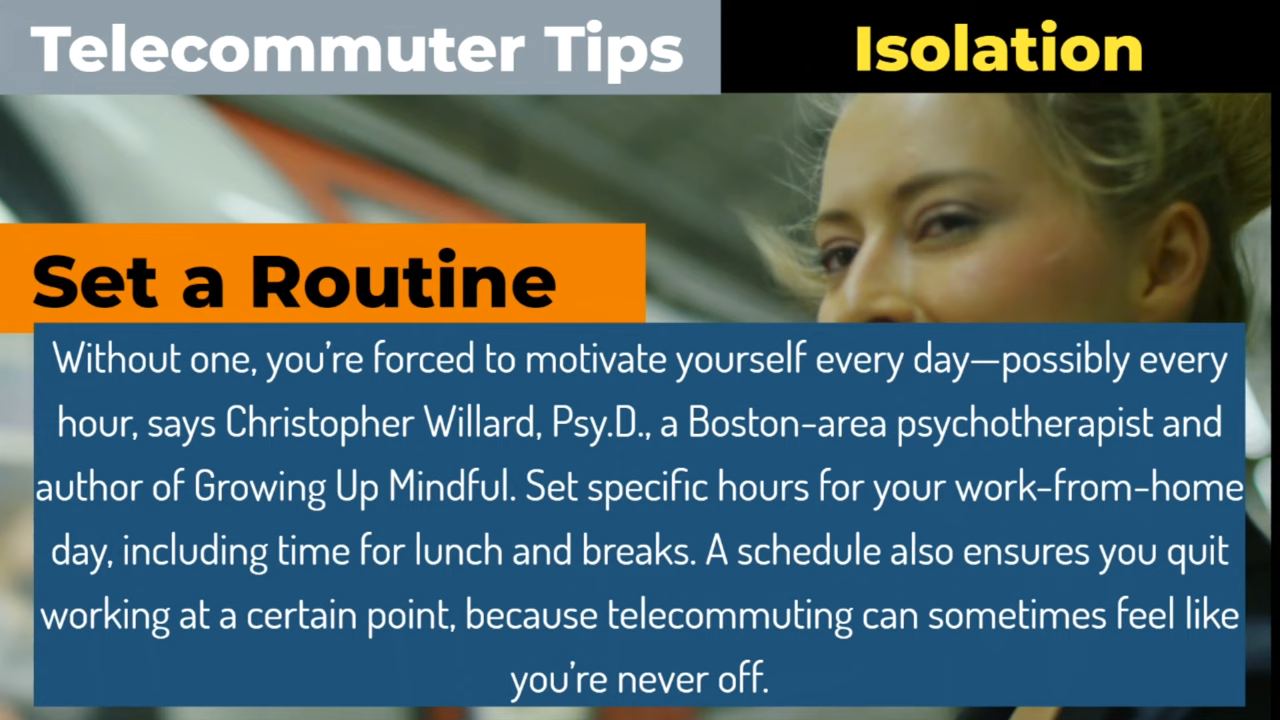 Telecommuter Tips
Isolation
Set a Routine
Without one, you’re forced to motivate yourself every day—possibly every
hour, says Christopher Willard, Psy.D., a Boston-area psychotherapist and
author of Growing Up Mindful. Set specific hours for your work-from-home
day, including time for lunch and breaks. A schedule also ensures you quit
working at a certain point, because telecommuting can sometimes feel like
you’re never off.